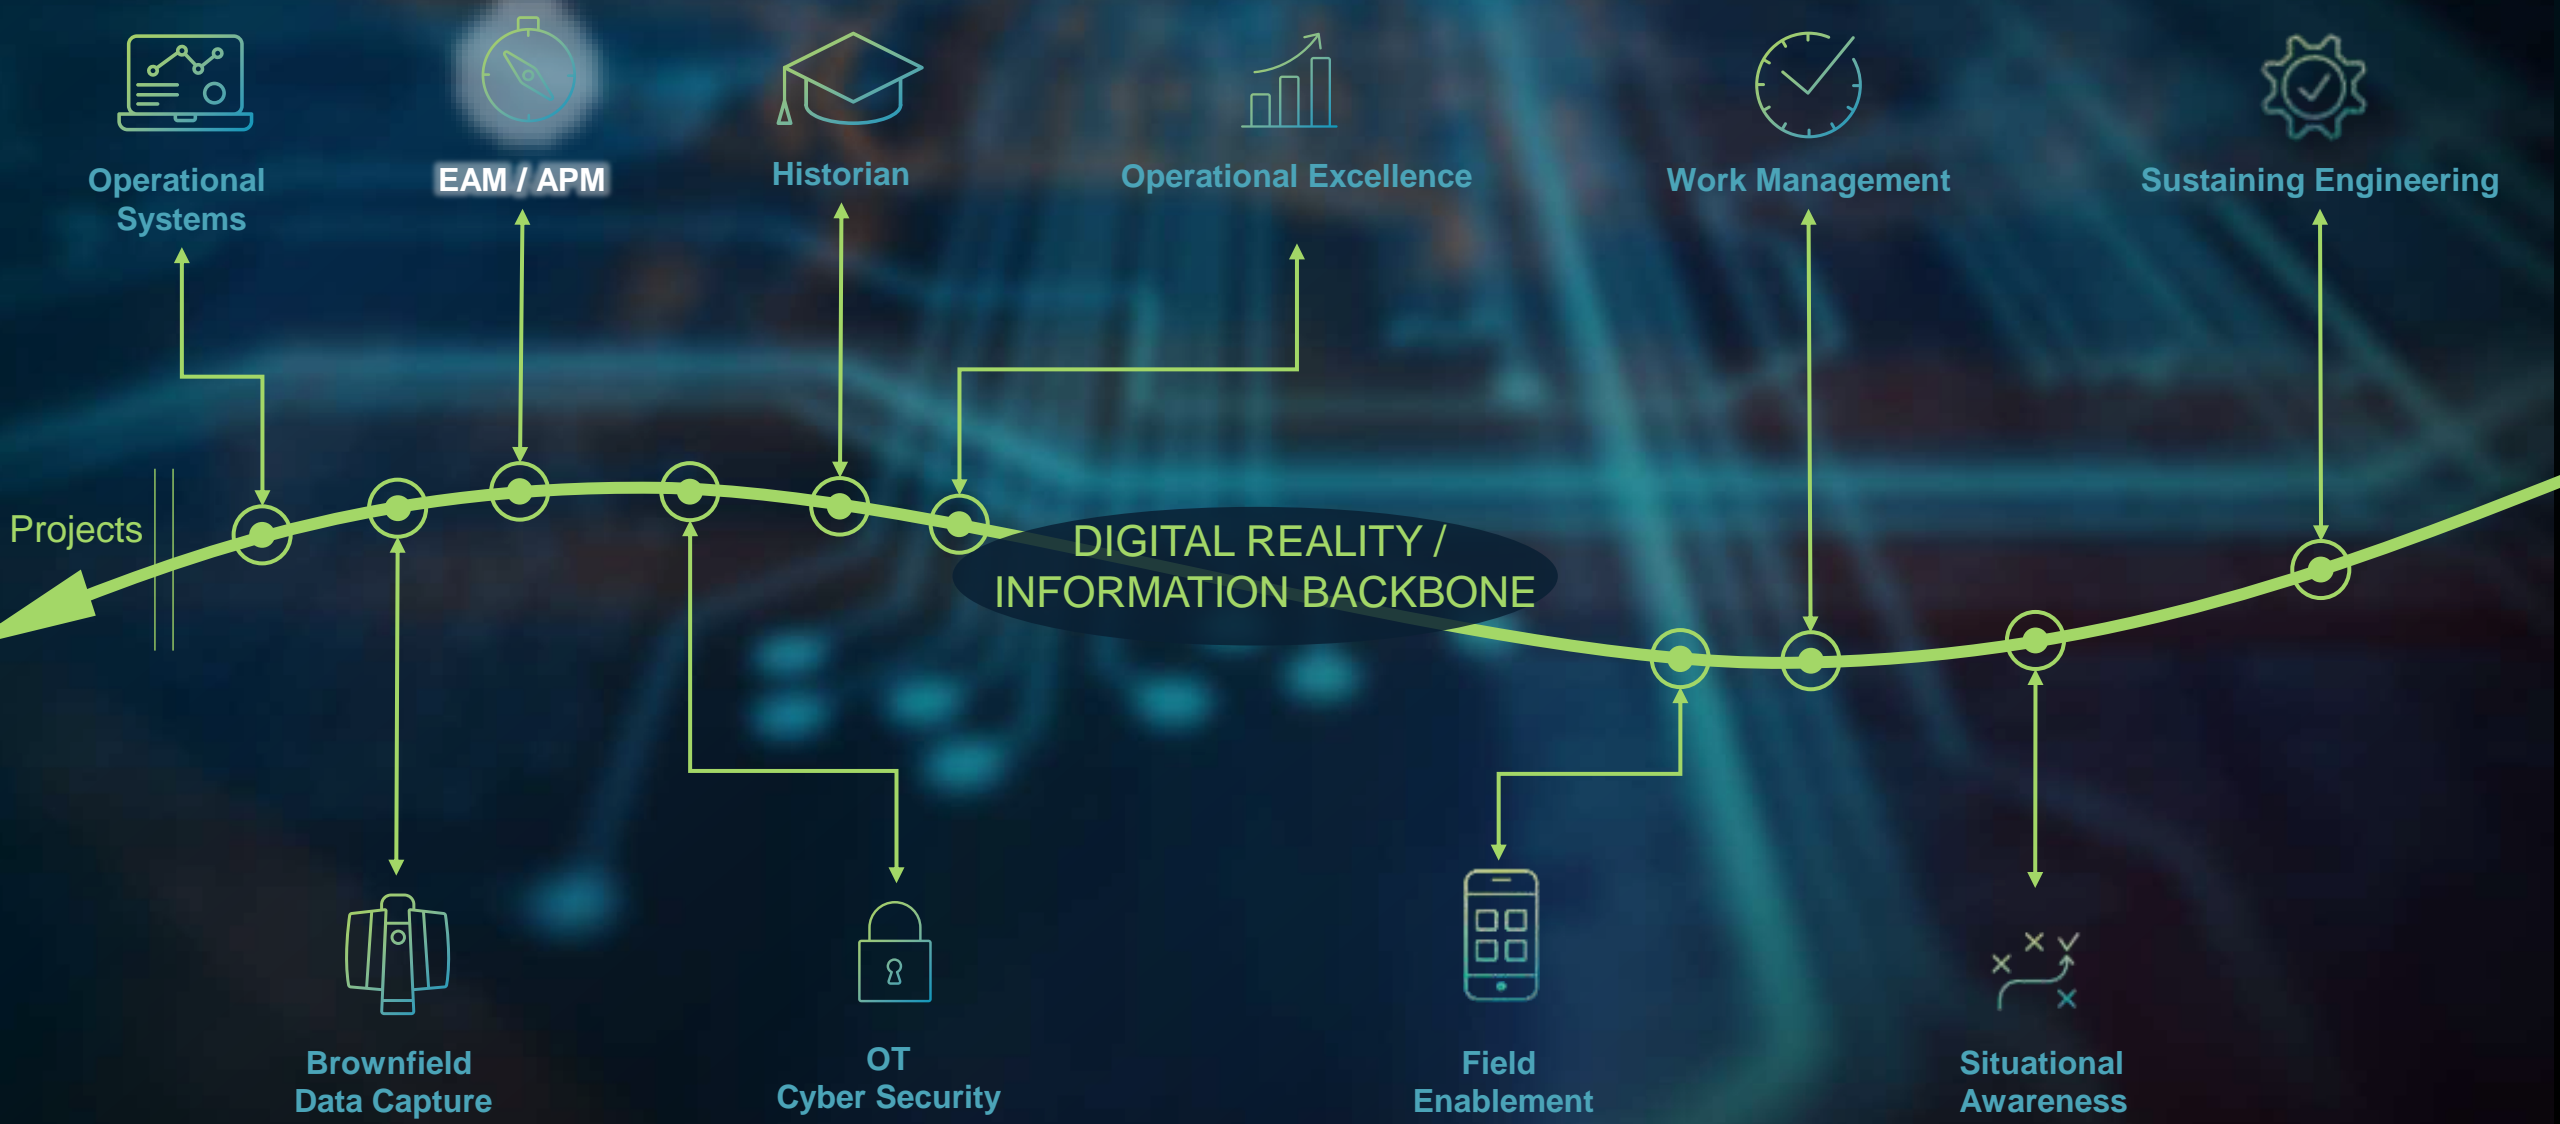 Operational
Systems
EAM / APM
Historian
Operational Excellence
Work Management
Sustaining Engineering
Projects
DIGITAL REALITY /
INFORMATION BACKBONE
Brownfield
Data Capture
OT
Cyber Security
Field
Enablement
Situational
Awareness